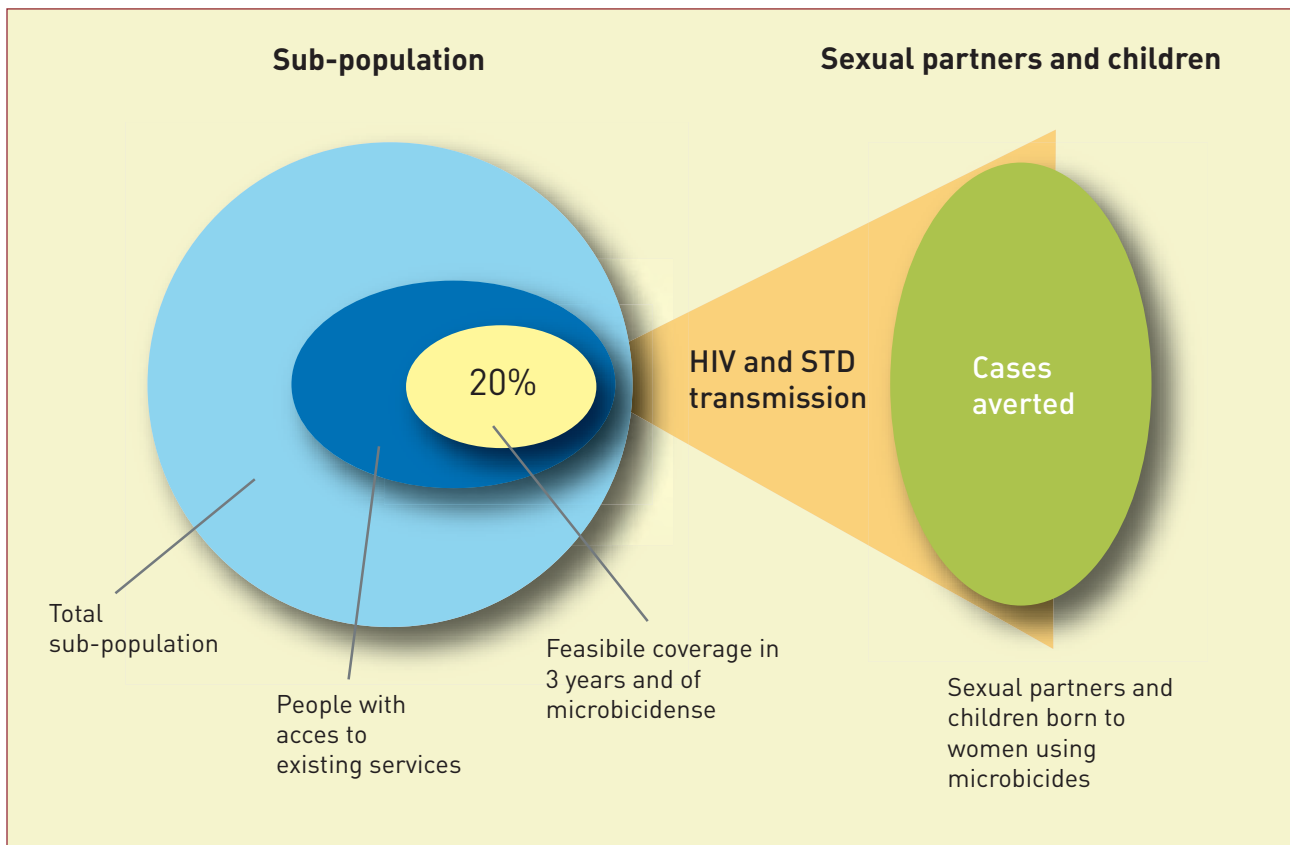 Sub-population
Sexual partners and children
20%
HIV and STD
transmission
Cases
averted
Total
sub-population
People with
acces to
existing services
Feasibile coverage in
3 years and of
microbicidense
Sexual partners and
children born to
women using
microbicides